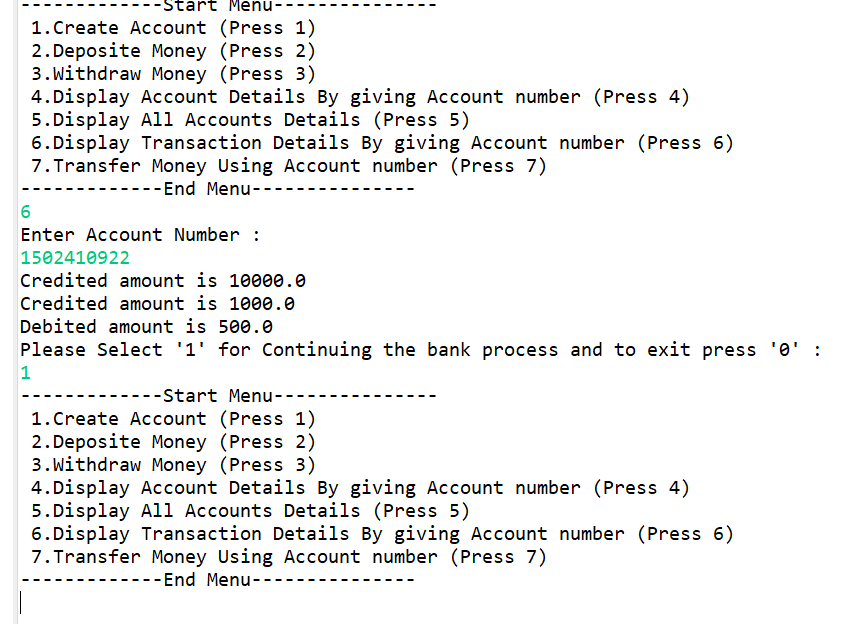 -------------Start Menu---------------
1.Create Account (Press 1)
2.Deposite Money (Press 2)
3.Withdraw Money (Press 3)
4.Display Account Details By giving Account number (Press 4)
5.Display All Accounts Details (Press 5)
6.Display Transaction Details By giving Account number (Press 6)
7.Transfer Money Using Account number (Press 7)
-------------End Menu---------------
6
Enter Account Number :
1502410922
Credited amount is 10000.0
Credited amount is 1000.0
Debited amount is 500.0
Please Select '1' for Continuing the bank process and to exit press '0' :
1
-------------Start Menu---------------
1.Create Account (Press 1)
2.Deposite Money (Press 2)
3.Withdraw Money (Press 3)
4.Display Account Details By giving Account number (Press 4)
5.Display All Accounts Details (Press 5)
6.Display Transaction Details By giving Account number (Press 6)
7.Transfer Money Using Account number (Press 7)
-------------End Menu---------------